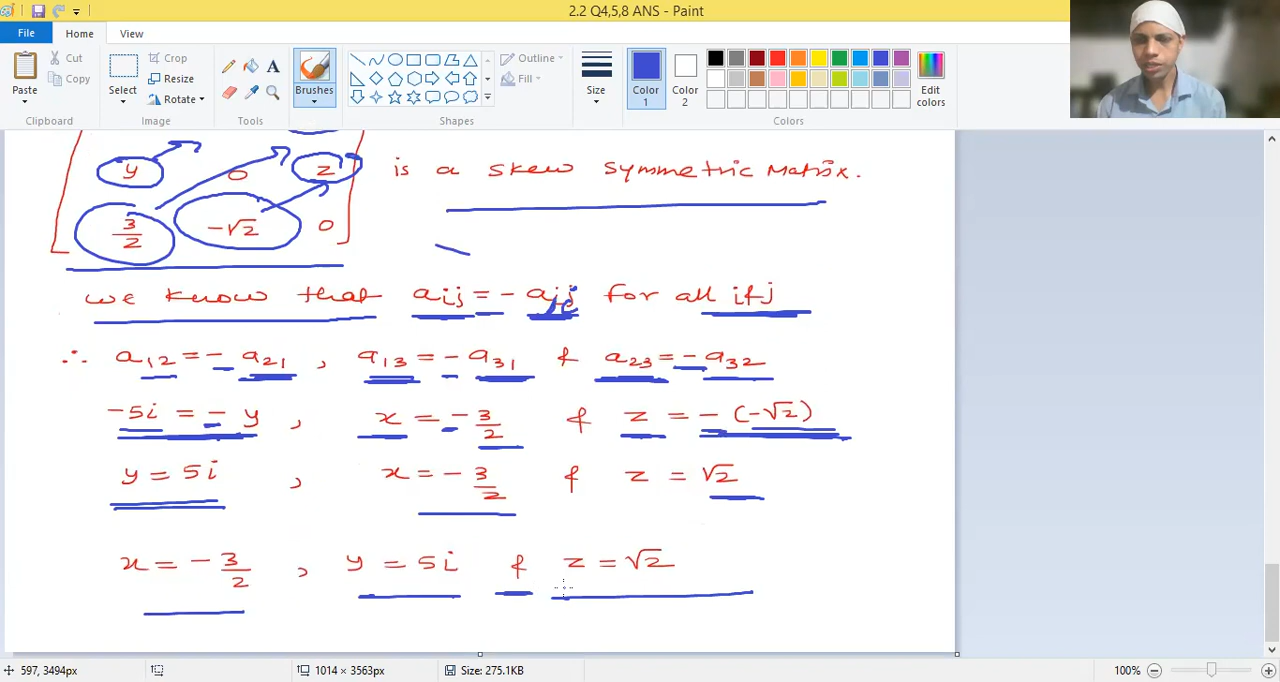 2.2 Q4,5,8 ANS - Paint
File Home View
Cut Crop Outline
Copy Resize Fill
Paste Select Rotate Brushes Size Color 1 Color 2 Edit colors
Clipboard Image Tools Shapes Colors
y 0 z is a skew symmetric Matrix.
3/2 -√2 0
we know that aij = - aji for all i & j
∴ a12 = - a21 , a13 = - a31 & a23 = - a32
-5i = - y , x = - 3/2 & z = - (-√2)
y = 5i , x = - 3/2 & z = √2
x = - 3/2 , y = 5i & z = √2
597, 3494px 1014 × 3563px Size: 275.1KB 100%